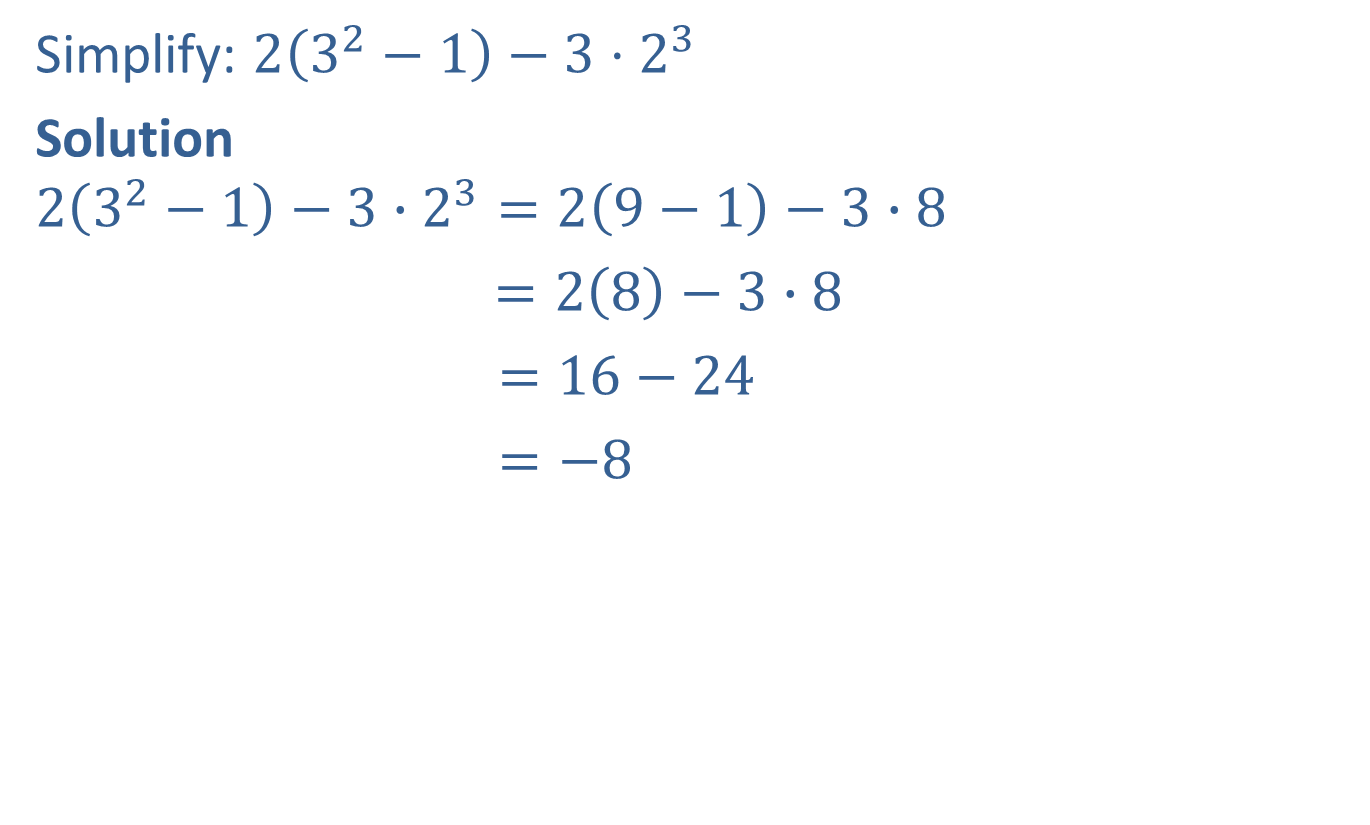 Simplify: 2(3² − 1) − 3 · 2³
Solution
2(3² − 1) − 3 · 2³ = 2(9 − 1) − 3 · 8
= 2(8) − 3 · 8
= 16 − 24
= −8